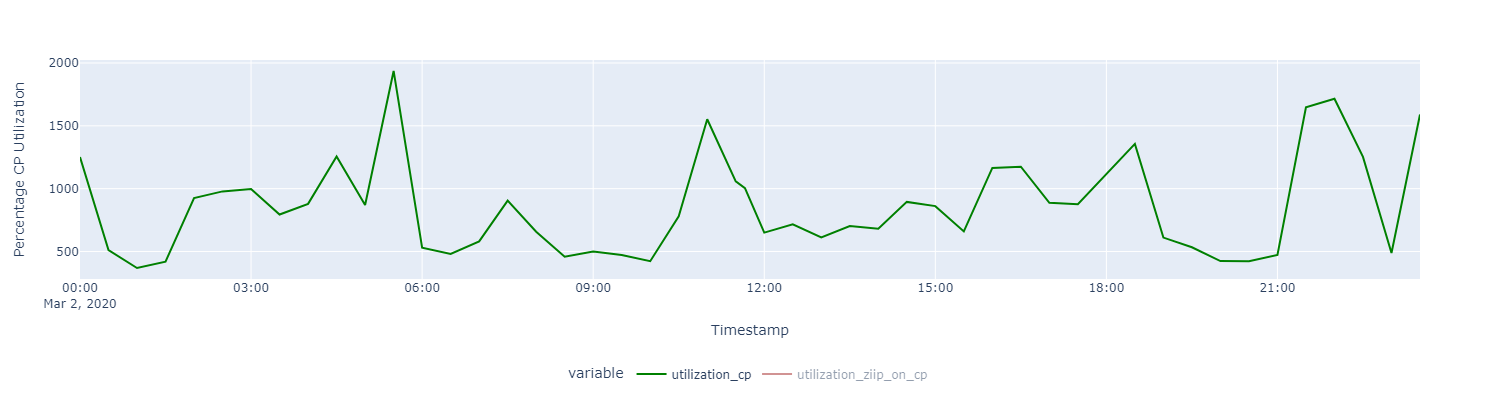 Percentage CP Utilization
2000
1500
1000
500
00:00 03:00 06:00 09:00 12:00 15:00 18:00 21:00
Mar 2, 2020
Timestamp
variable utilization_cp utilization_ziip_on_cp